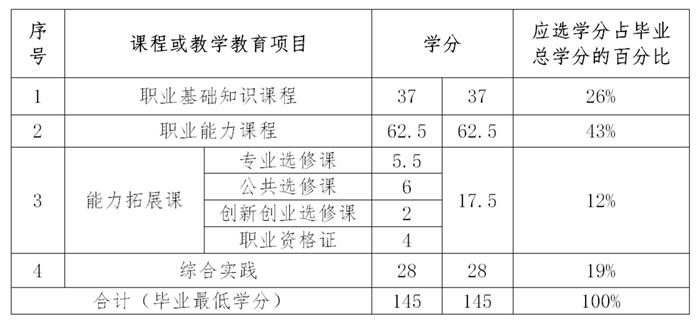 序号 课程或教学教育项目 学分 应选学分占毕业总学分的百分比
1 职业基础知识课程 37 37 26%
2 职业能力课程 62.5 62.5 43%
3 能力拓展课 专业选修课 5.5 17.5 12%
公共选修课 6
创新创业选修课 2
职业资格证 4
4 综合实践 28 28 19%
合计（毕业最低学分） 145 145 100%